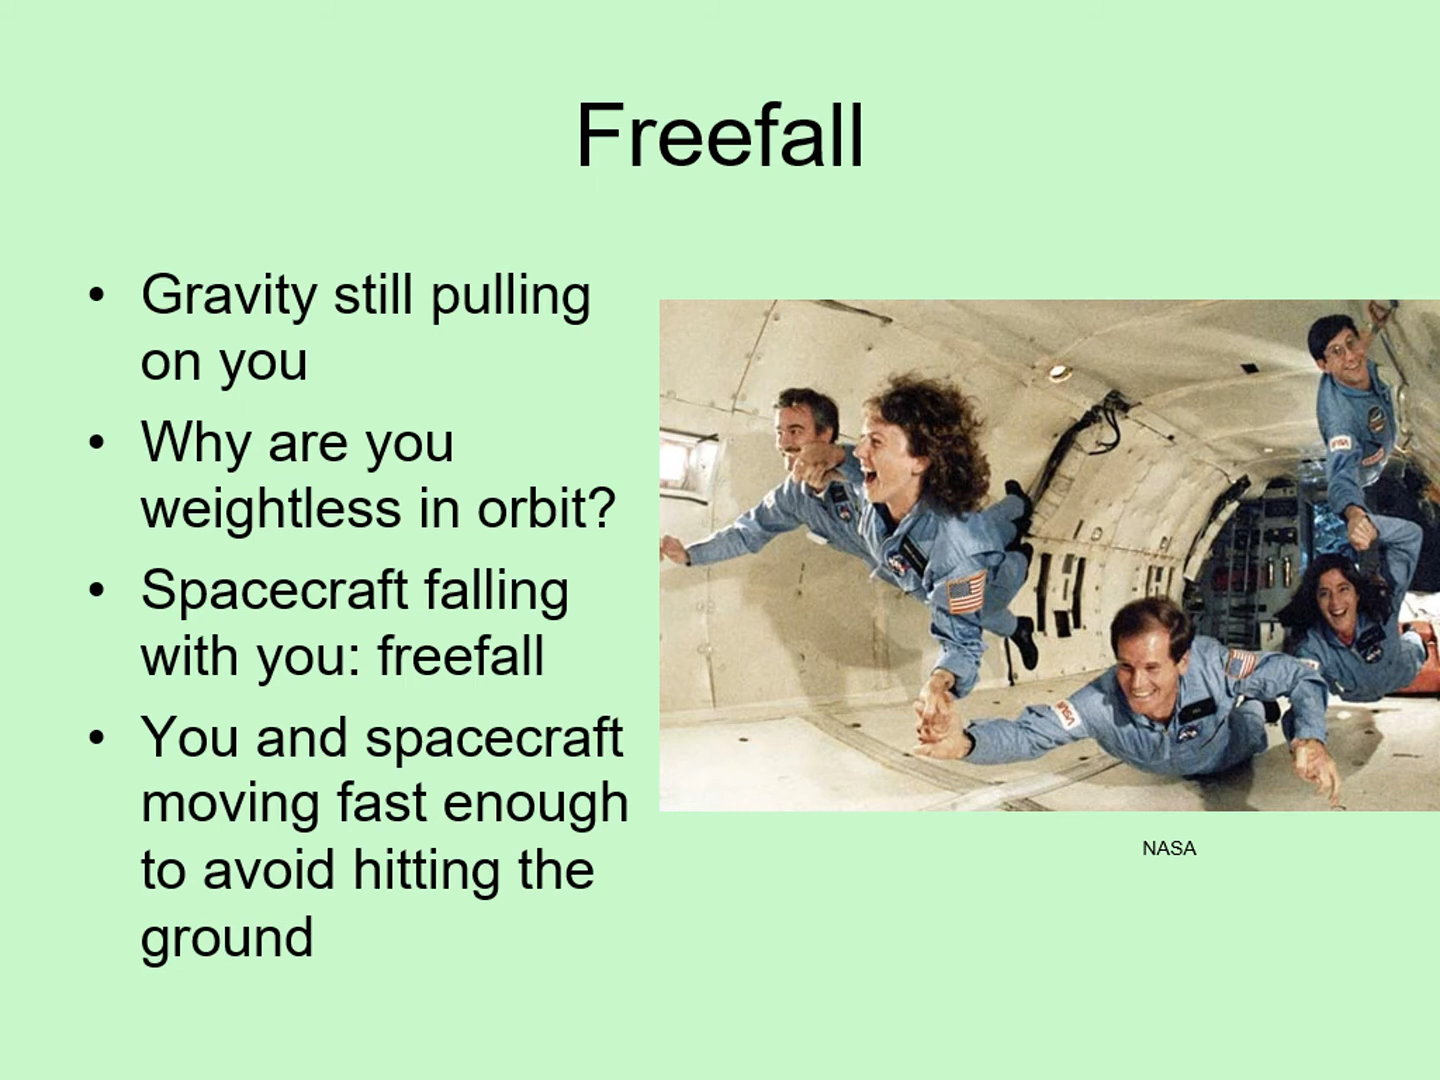 Freefall
• Gravity still pulling
on you
• Why are you
weightless in orbit?
• Spacecraft falling
with you: freefall
• You and spacecraft
moving fast enough
to avoid hitting the
ground
NASA